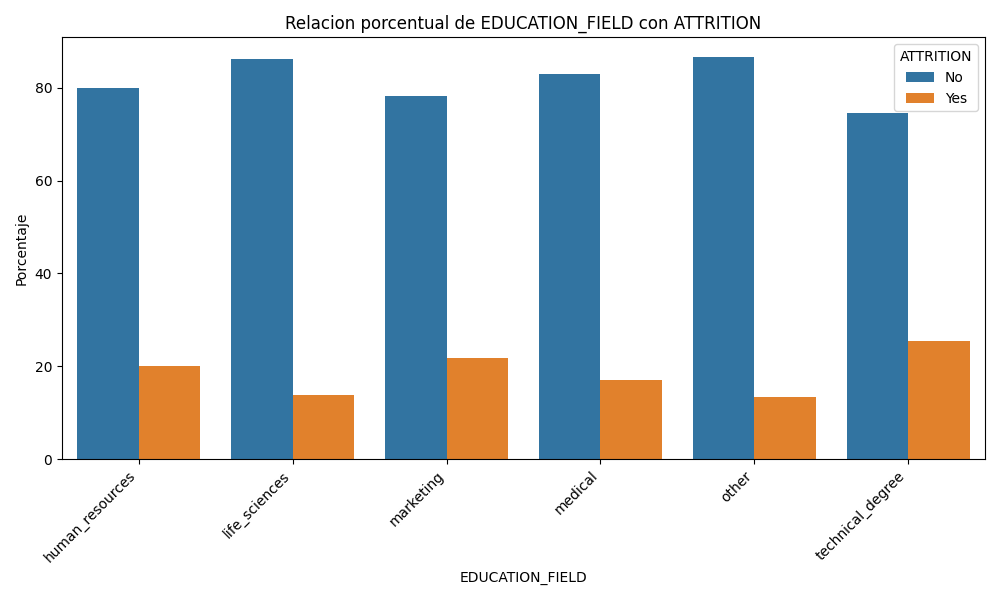 Relacion porcentual de EDUCATION_FIELD con ATTRITION
ATTRITION
No
Yes
Porcentaje
80
60
40
20
0
human_resources
life_sciences
marketing
medical
other
technical_degree
EDUCATION_FIELD